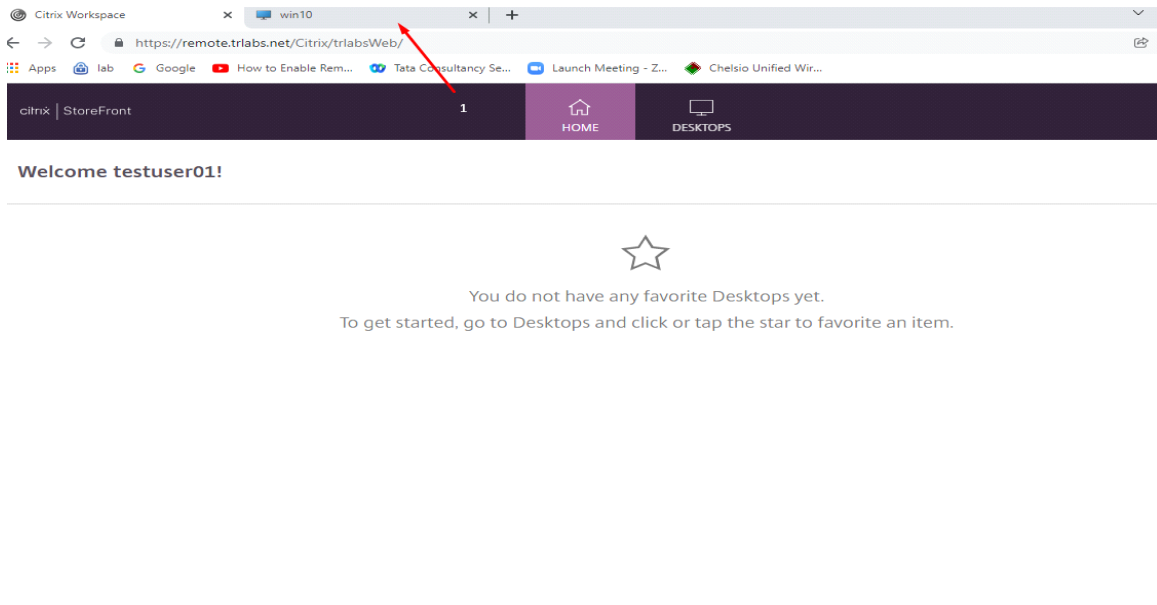 Citrix Workspace
win10
https://remote.trlabs.net/Citrix/trlabsWeb/
Apps lab Google How to Enable Rem... Tata Consultancy Se... Launch Meeting - Z... Chelsio Unified Wir...
citrix | StoreFront
1
HOME
DESKTOPS
Welcome testuser01!
You do not have any favorite Desktops yet.
To get started, go to Desktops and click or tap the star to favorite an item.